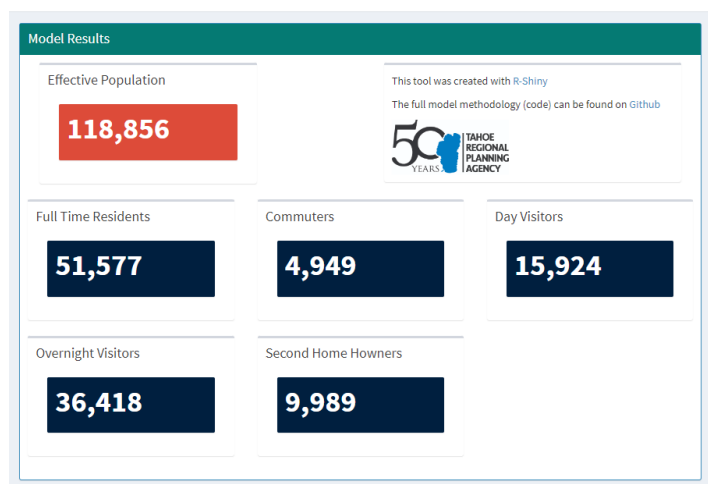 Model Results
Effective Population
118,856
This tool was created with R-Shiny
The full model methodology (code) can be found on Github
50
YEARS
TAHOE
REGIONAL
PLANNING
AGENCY
Full Time Residents
51,577
Commuters
4,949
Day Visitors
15,924
Overnight Visitors
36,418
Second Home Howners
9,989